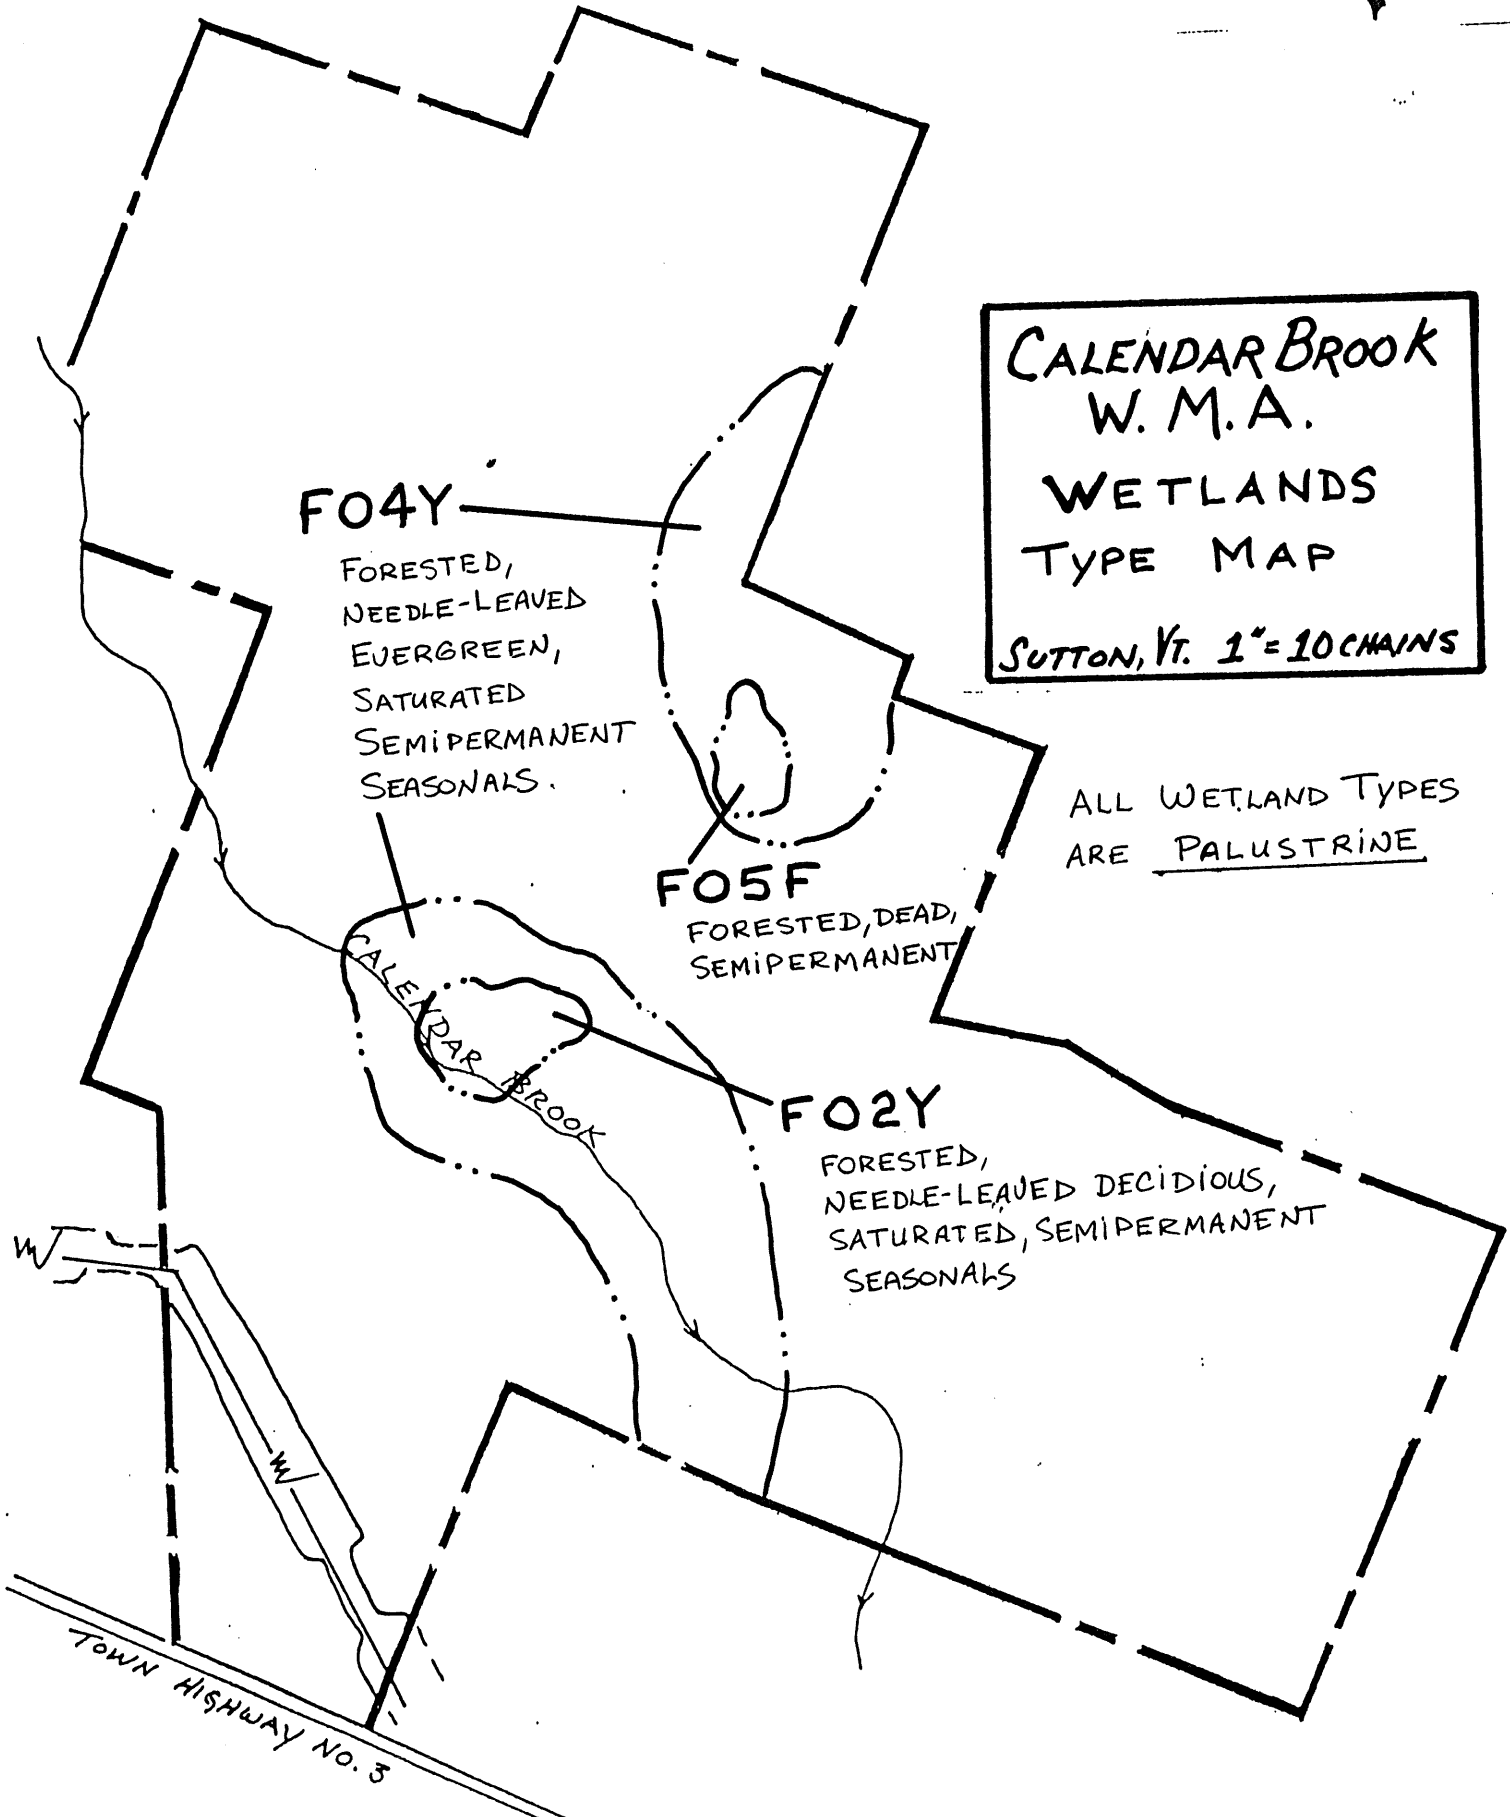 CALENDAR BROOK
W. M. A.
WETLANDS
TYPE MAP
SUTTON, VT. 1"=10 CHAINS
FO4Y
FORESTED,
NEEDLE-LEAVED
EVERGREEN,
SATURATED
SEMIPERMANENT
SEASONALS.
ALL WETLAND TYPES
ARE PALUSTRINE
FO5F
FORESTED, DEAD,
SEMIPERMANENT
CALENDAR BROOK
FO2Y
FORESTED,
NEEDLE-LEAVED DECIDIOUS,
SATURATED, SEMIPERMANENT
SEASONALS
TOWN HIGHWAY NO. 3